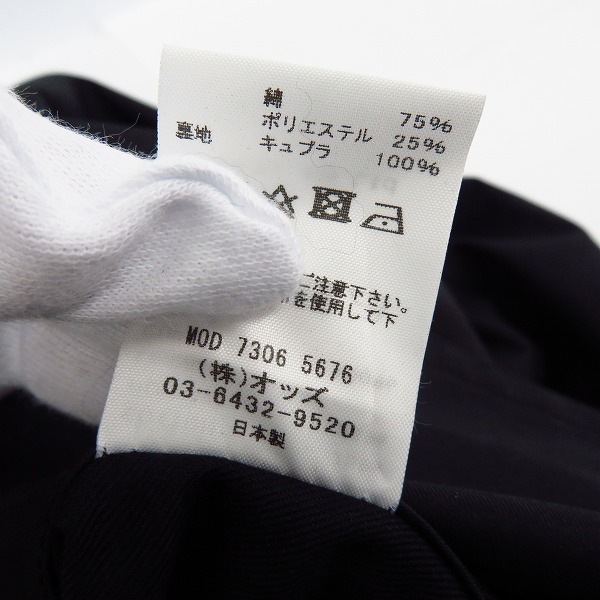 綿 75%
ポリエステル 25%
裏地 キュプラ 100%
ご注意下さい。
を使用して下
MOD 7306 5676
(株)オッズ
03-6432-9520
日本製